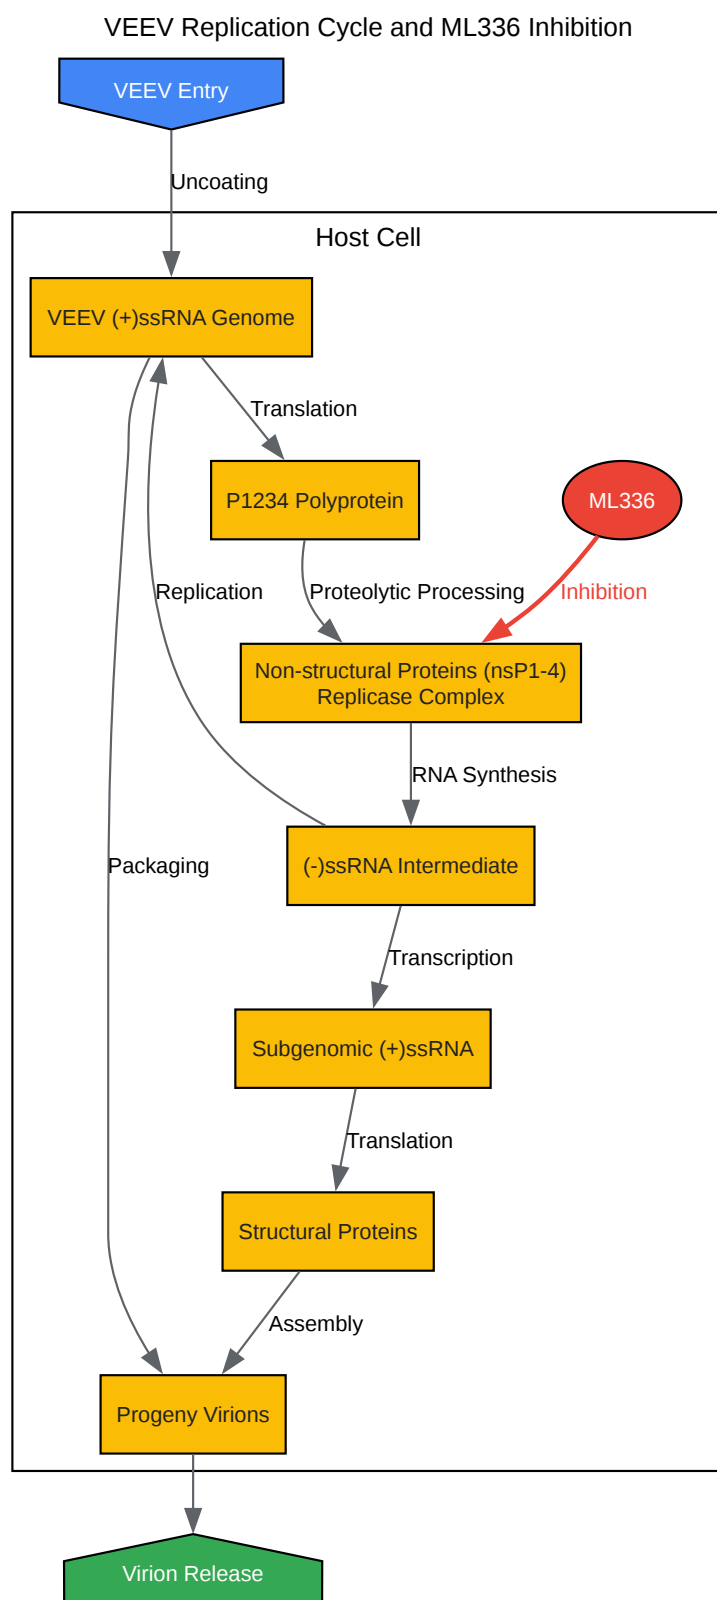 VEEV Replication Cycle and ML336 Inhibition
VEEV Entry
Uncoating
Host Cell
VEEV (+)ssRNA Genome
Translation
P1234 Polyprotein
ML336
Replication
Proteolytic Processing
Inhibition
Non-structural Proteins (nsP1-4)
Replicase Complex
RNA Synthesis
(-)ssRNA Intermediate
Packaging
Transcription
Subgenomic (+)ssRNA
Translation
Structural Proteins
Assembly
Progeny Virions
Virion Release